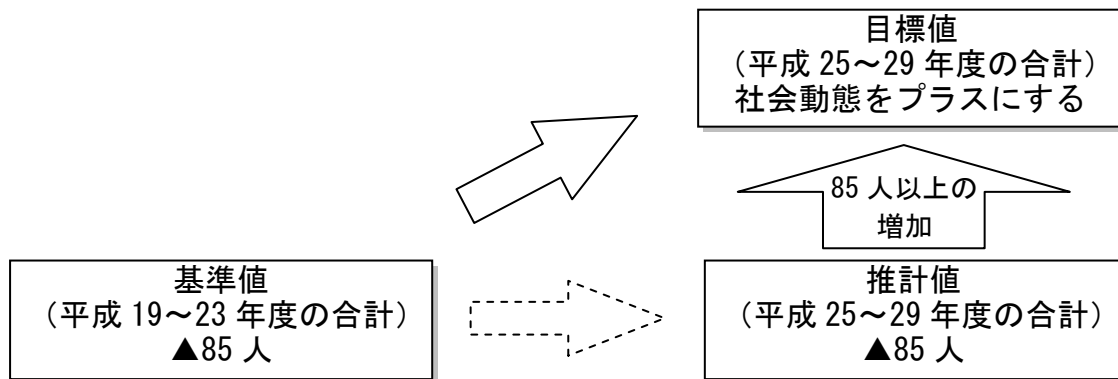 目標値
（平成 25～29 年度の合計）
社会動態をプラスにする
85 人以上の
増加
基準値
（平成 19～23 年度の合計）
▲85 人
推計値
（平成 25～29 年度の合計）
▲85 人